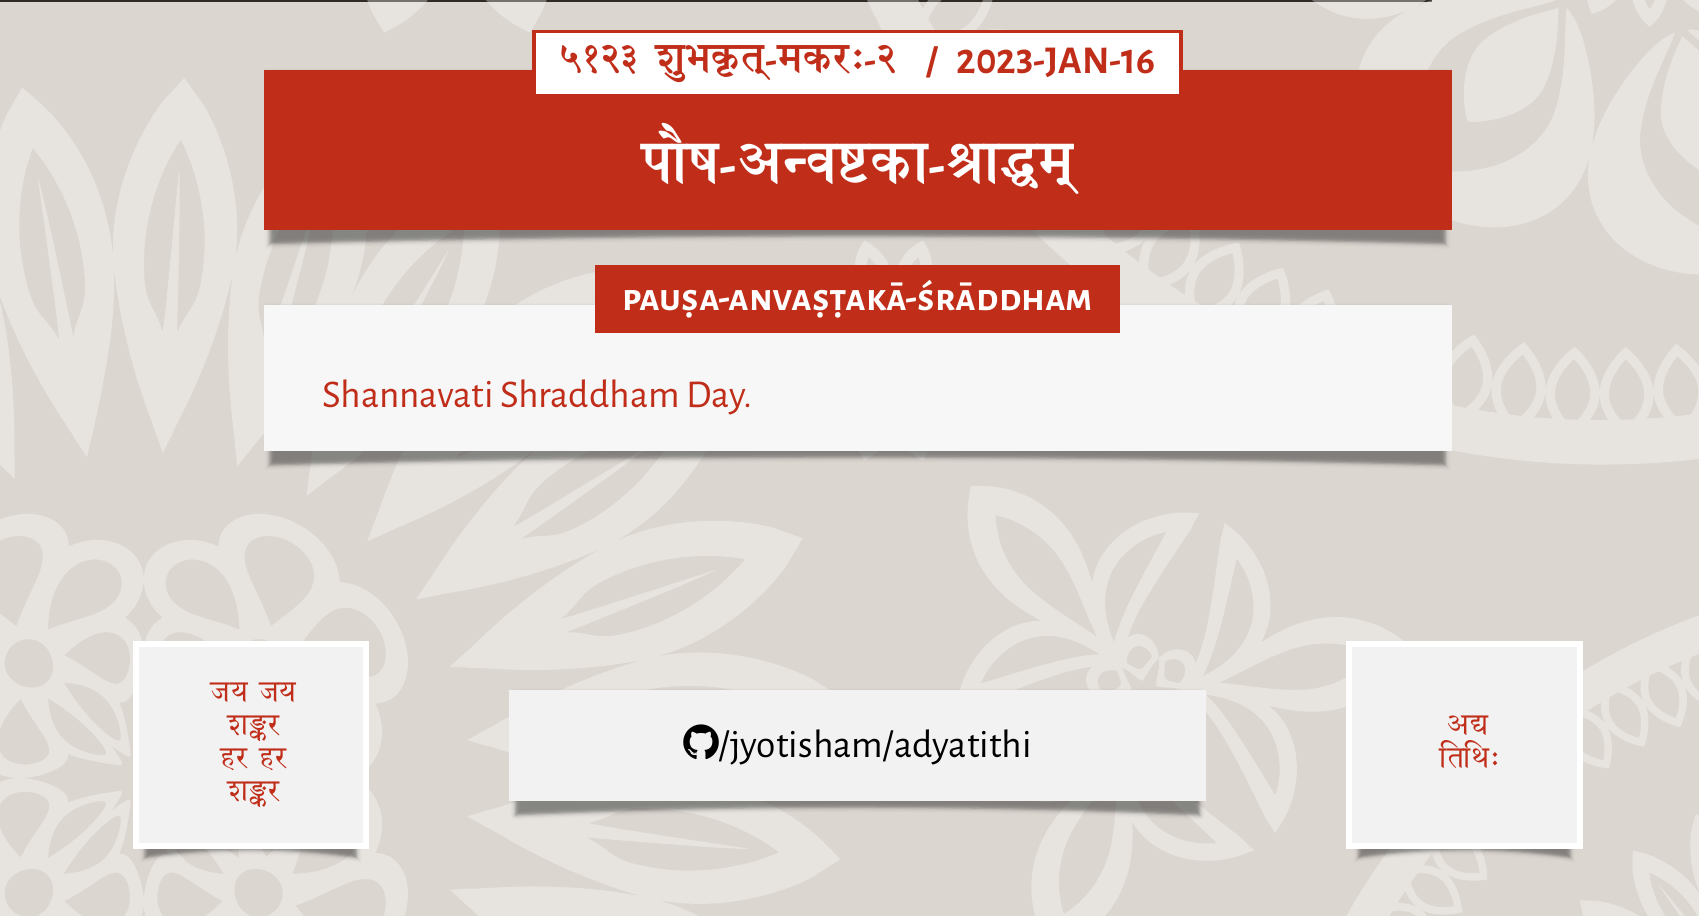 ५१२३ शुभकृत्-मकरः-२ / 2023-JAN-16
पौष-अन्वष्टका-श्राद्धम्
PAUṢA-ANVAṢṬAKĀ-ŚRĀDDHAM
Shannavati Shraddham Day.
जय जय
शङ्कर
हर हर
शङ्कर
/jyotisham/adyatithi
अद्य
तिथिः